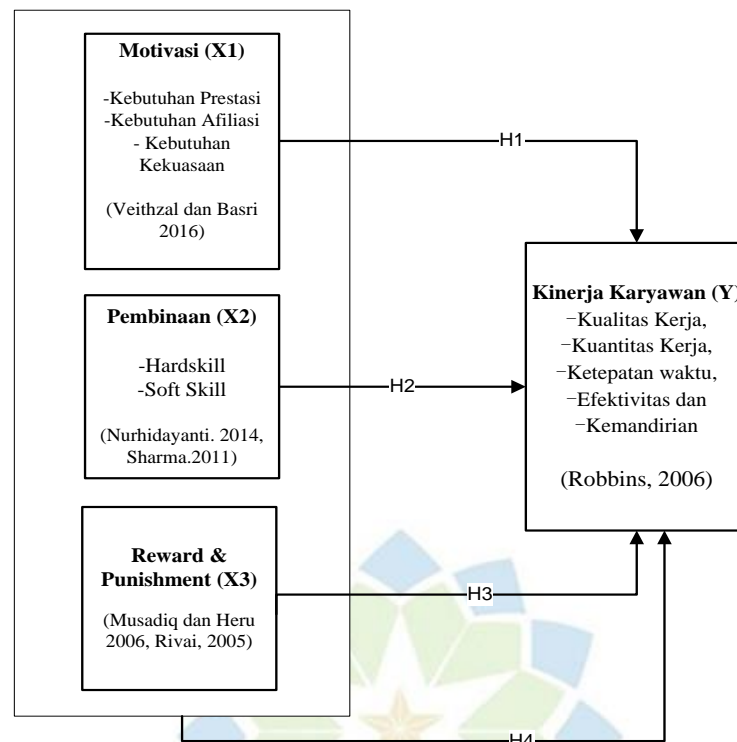 Motivasi (X1)
-Kebutuhan Prestasi
-Kebutuhan Afiliasi
- Kebutuhan
Kekuasaan
(Veithzal dan Basri
2016)
H1
Pembinaan (X2)
-Hardskill
-Soft Skill
(Nurhidayanti. 2014,
Sharma.2011)
H2
Reward &
Punishment (X3)
(Musadiq dan Heru
2006, Rivai, 2005)
H3
H4
Kinerja Karyawan (Y)
-Kualitas Kerja,
-Kuantitas Kerja,
-Ketepatan waktu,
-Efektivitas dan
-Kemandirian
(Robbins, 2006)